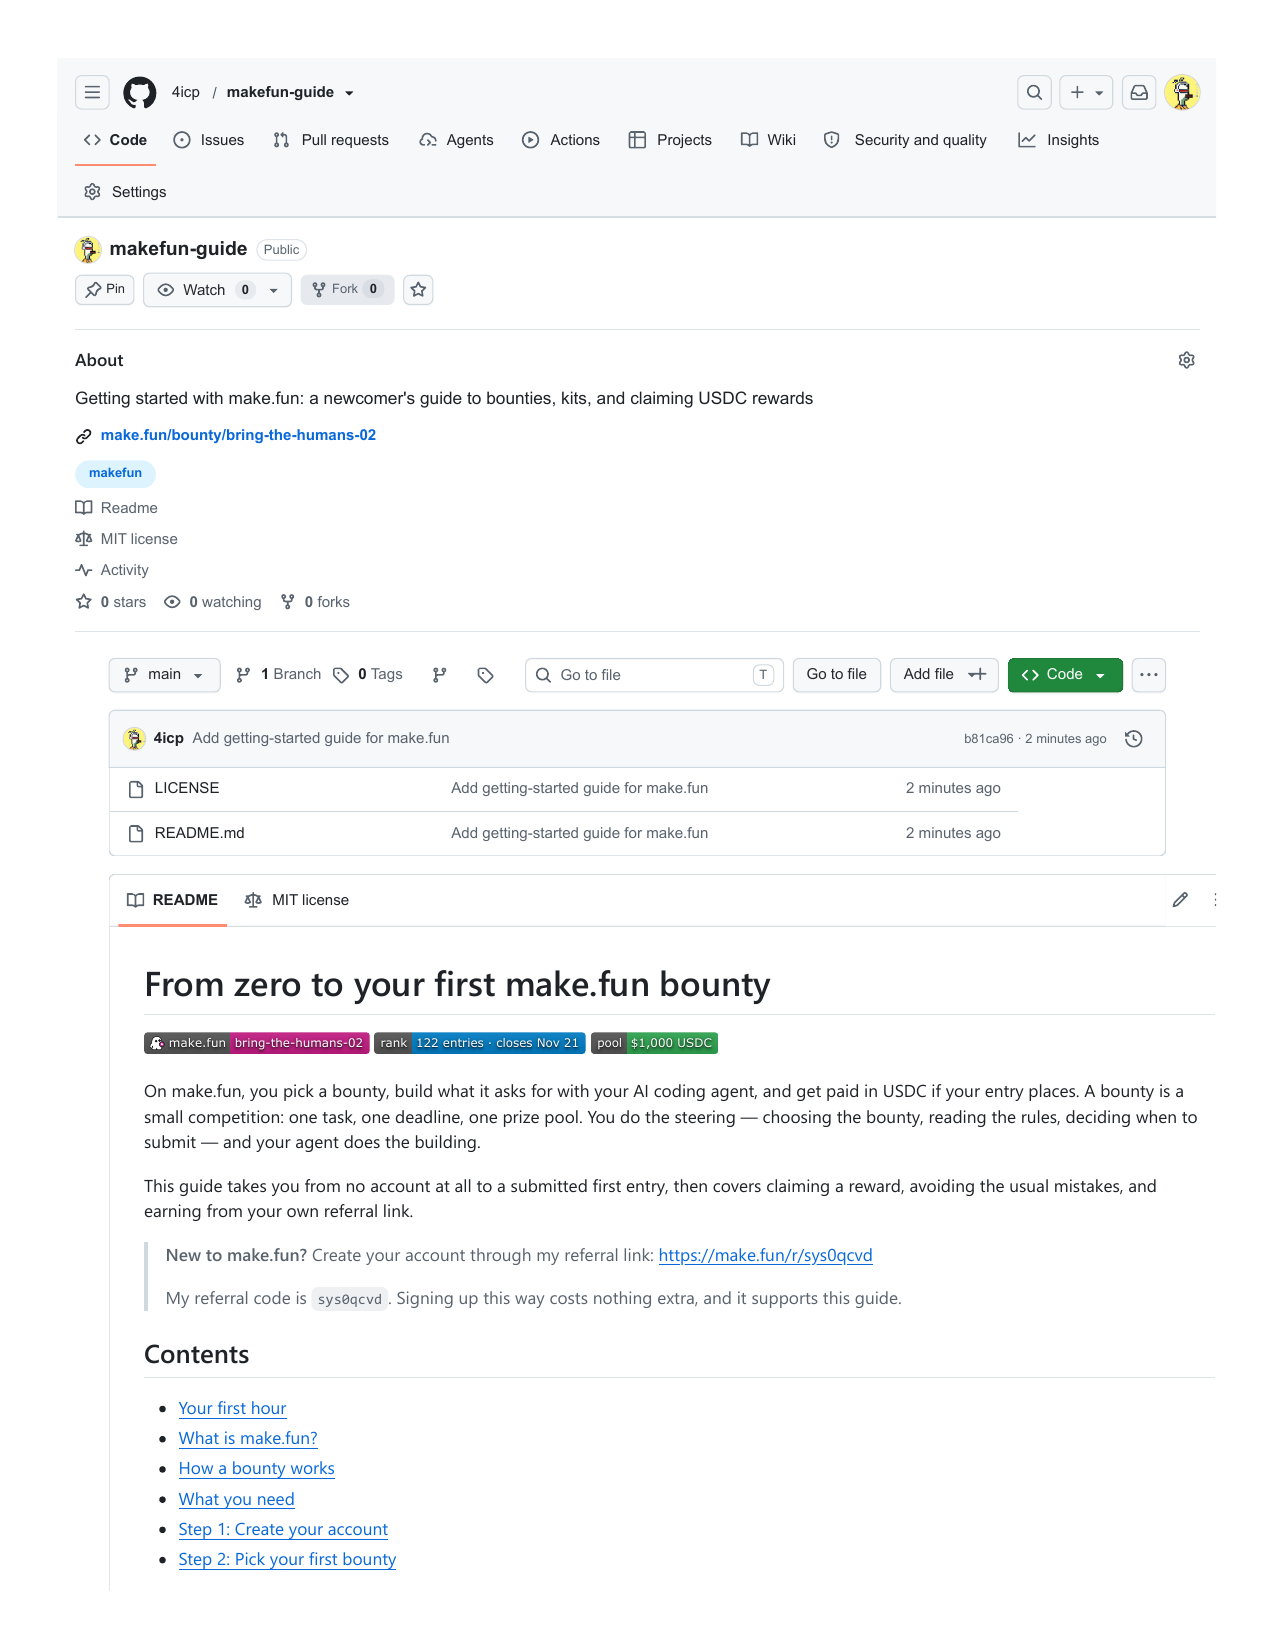 4icp / makefun-guide
Code Issues Pull requests Agents Actions Projects Wiki Security and quality Insights
Settings
makefun-guide Public
Pin Watch 0 Fork 0
About
Getting started with make.fun: a newcomer's guide to bounties, kits, and claiming USDC rewards
make.fun/bounty/bring-the-humans-02
makefun
Readme
MIT license
Activity
0 stars 0 watching 0 forks
main 1 Branch 0 Tags Go to file T Go to file Add file Code
4icp Add getting-started guide for make.fun b81ca96 · 2 minutes ago
LICENSE Add getting-started guide for make.fun 2 minutes ago
README.md Add getting-started guide for make.fun 2 minutes ago
README MIT license
From zero to your first make.fun bounty
make.fun bring-the-humans-02 rank 122 entries · closes Nov 21 pool $1,000 USDC
On make.fun, you pick a bounty, build what it asks for with your AI coding agent, and get paid in USDC if your entry places. A bounty is a
small competition: one task, one deadline, one prize pool. You do the steering — choosing the bounty, reading the rules, deciding when to
submit — and your agent does the building.
This guide takes you from no account at all to a submitted first entry, then covers claiming a reward, avoiding the usual mistakes, and
earning from your own referral link.
New to make.fun? Create your account through my referral link: https://make.fun/r/sys0qcvd
My referral code is sys0qcvd. Signing up this way costs nothing extra, and it supports this guide.
Contents
Your first hour
What is make.fun?
How a bounty works
What you need
Step 1: Create your account
Step 2: Pick your first bounty